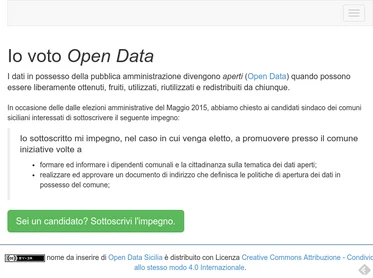 Io voto Open Data
I dati in possesso della pubblica amministrazione divengono aperti (Open Data) quando possono
essere liberamente ottenuti, fruiti, utilizzati, riutilizzati e redistribuiti da chiunque.
In occasione delle dalle elezioni amministrative del Maggio 2015, abbiamo chiesto ai candidati sindaco dei comuni
siciliani interessati di sottoscrivere il seguente impegno:
Io sottoscritto mi impegno, nel caso in cui venga eletto, a promuovere presso il comune
iniziative volte a
• formare ed informare i dipendenti comunali e la cittadinanza sulla tematica dei dati aperti;
• realizzare ed approvare un documento di indirizzo che definisce le politiche di apertura dei dati in
possesso del comune;
Sei un candidato? Sottoscrivi l'impegno.
nome da inserire di Open Data Sicilia è distribuito con Licenza Creative Commons Attribuzione - Condivi
allo stesso modo 4.0 Internazionale.